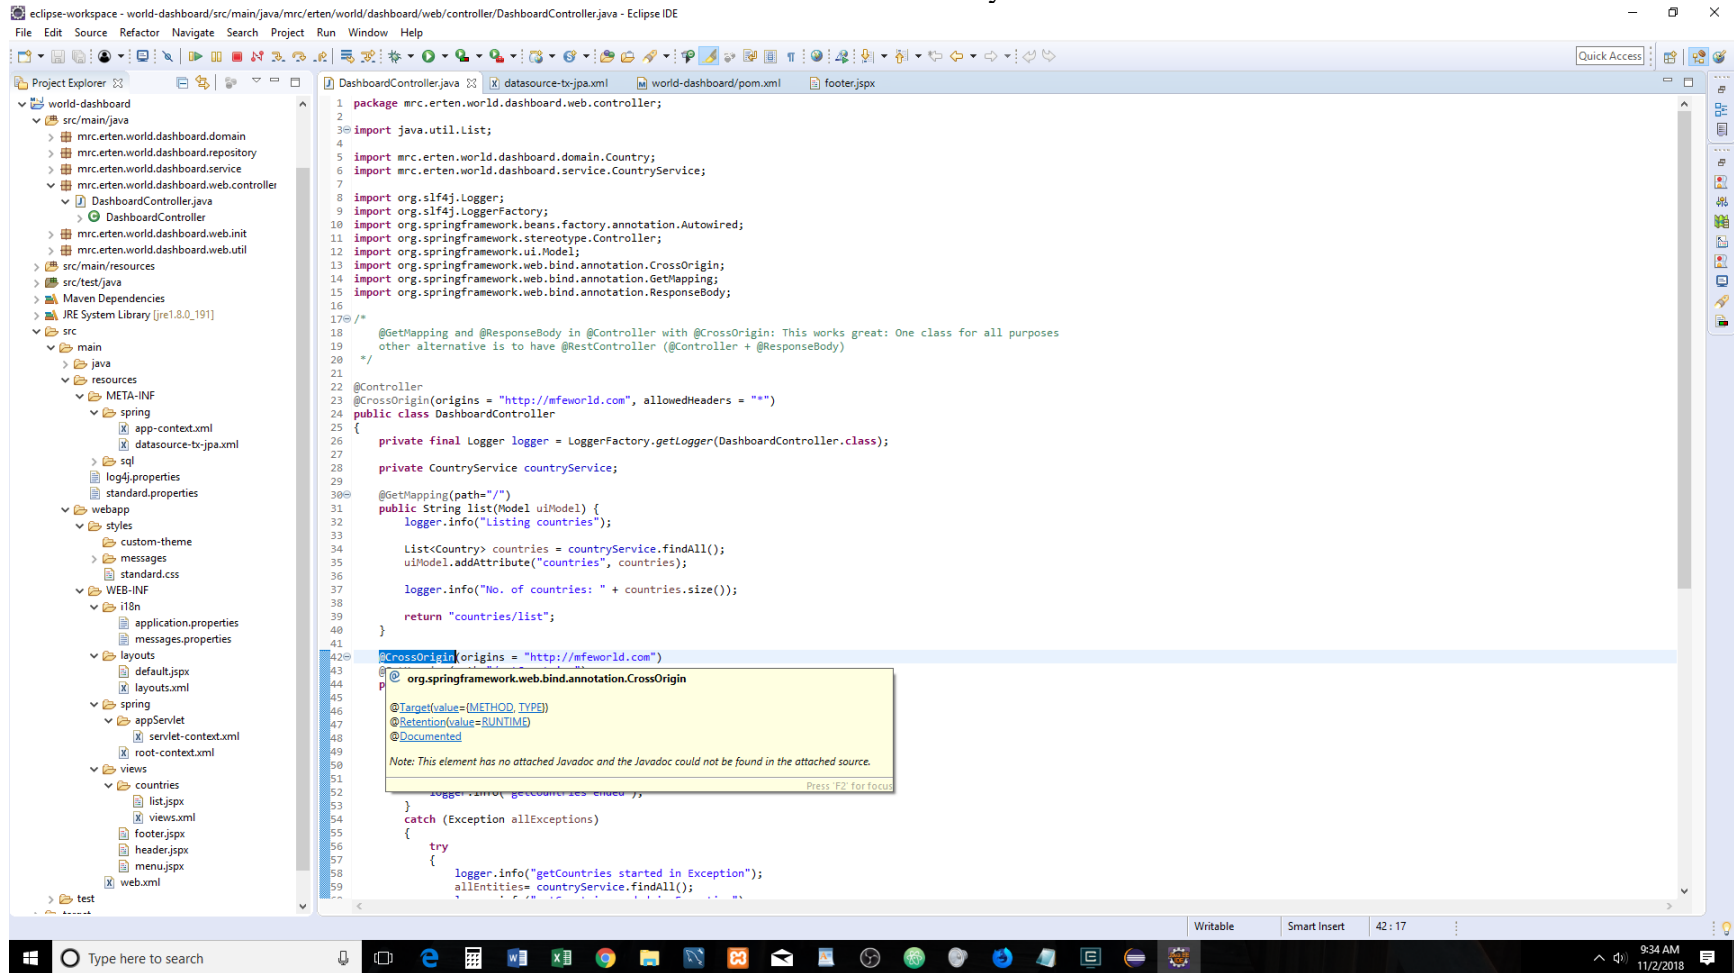 eclipse-workspace - world-dashboard/src/main/java/mrc/erten/world/dashboard/web/controller/DashboardController.java - Eclipse IDE
File Edit Source Refactor Navigate Search Project Run Window Help
Quick Access
Project Explorer
DashboardController.java datasource-tx-jpa.xml world-dashboard/pom.xml footer.jspx
world-dashboard
src/main/java
mrc.erten.world.dashboard.domain
mrc.erten.world.dashboard.repository
mrc.erten.world.dashboard.service
mrc.erten.world.dashboard.web.controller
DashboardController.java
DashboardController
mrc.erten.world.dashboard.web.init
mrc.erten.world.dashboard.web.util
src/main/resources
src/test/java
Maven Dependencies
JRE System Library [jre1.8.0_191]
src
main
java
resources
META-INF
spring
app-context.xml
datasource-tx-jpa.xml
sql
log4j.properties
standard.properties
webapp
styles
custom-theme
messages
standard.css
WEB-INF
i18n
application.properties
messages.properties
layouts
default.jspx
layouts.xml
spring
appServlet
servlet-context.xml
root-context.xml
views
countries
list.jspx
views.xml
footer.jspx
header.jspx
menu.jspx
web.xml
test
1 package mrc.erten.world.dashboard.web.controller;
2
3 import java.util.List;
4
5 import mrc.erten.world.dashboard.domain.Country;
6 import mrc.erten.world.dashboard.service.CountryService;
7
8 import org.slf4j.Logger;
9 import org.slf4j.LoggerFactory;
10 import org.springframework.beans.factory.annotation.Autowired;
11 import org.springframework.stereotype.Controller;
12 import org.springframework.ui.Model;
13 import org.springframework.web.bind.annotation.CrossOrigin;
14 import org.springframework.web.bind.annotation.GetMapping;
15 import org.springframework.web.bind.annotation.ResponseBody;
16
17 /*
18 @GetMapping and @ResponseBody in @Controller with @CrossOrigin: This works great: One class for all purposes
19 other alternative is to have @RestController (@Controller + @ResponseBody)
20 */
21
22 @Controller
23 @CrossOrigin(origins = "http://mfeworld.com", allowedHeaders = "*")
24 public class DashboardController
25 {
26 private final Logger logger = LoggerFactory.getLogger(DashboardController.class);
27
28 private CountryService countryService;
29
30 @GetMapping(path="/")
31 public String list(Model uiModel) {
32 logger.info("Listing countries");
33
34 List<Country> countries = countryService.findAll();
35 uiModel.addAttribute("countries", countries);
36
37 logger.info("No. of countries: " + countries.size());
38
39 return "countries/list";
40 }
41
42 @CrossOrigin(origins = "http://mfeworld.com")
43
44
45
46
47
48
49
50
51
52
53 }
54 catch (Exception allExceptions)
55 {
56 try
57 {
58 logger.info("getCountries started in Exception");
59 allEntities= countryService.findAll();
org.springframework.web.bind.annotation.CrossOrigin
@Target(value={METHOD, TYPE})
@Retention(value=RUNTIME)
@Documented
Note: This element has no attached Javadoc and the Javadoc could not be found in the attached source.
Press 'F2' for focus
Writable Smart Insert 42 : 17
Type here to search
9:34 AM
11/2/2018